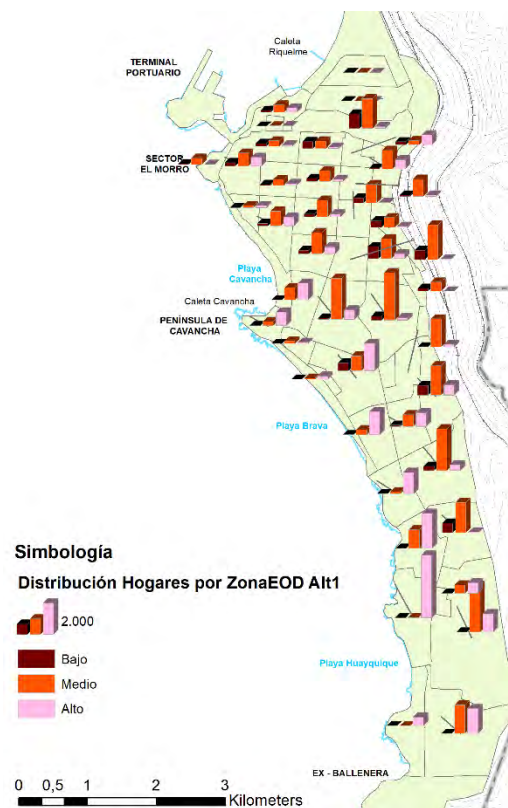 Caleta
Riquelme
TERMINAL
PORTUARIO
SECTOR
EL MORRO
Playa
Cavancha
Caleta Cavancha
PENÍNSULA DE
CAVANCHA
Playa Brava
Simbología
Distribución Hogares por ZonaEOD Alt1
2.000
Bajo
Medio
Alto
Playa Huayquique
EX - BALLENERA
0 0,5 1 2 3
Kilometers